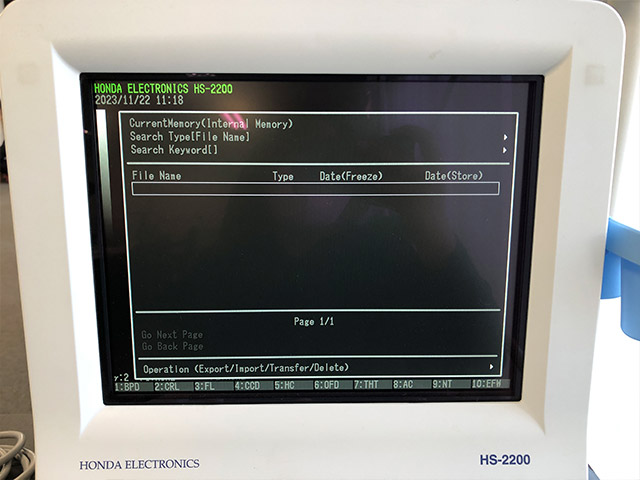 HONDA ELECTRONICS HS-2200
2023/11/22 11:18
CurrentMemory(Internal Memory)
Search Type[File Name]
Search Keyword[]
File Name Type Date(Freeze) Date(Store)
Page 1/1
Go Next Page
Go Back Page
Operation (Export/Import/Transfer/Delete)
γ:2
1:BPD 2:CRL 3:FL 4:CCD 5:HC 6:OFD 7:THT 8:AC 9:NT 10:EFW
HONDA ELECTRONICS HS-2200